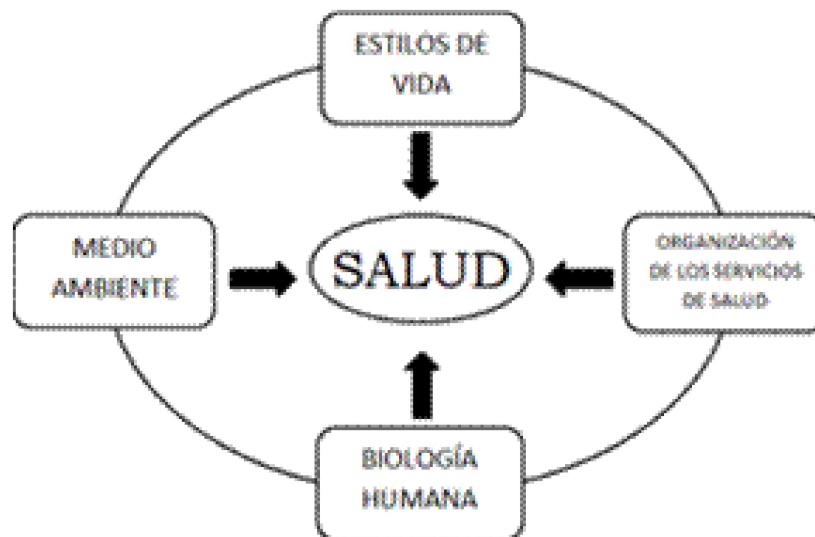 ESTILOS DE
VIDA
MEDIO
AMBIENTE
SALUD
ORGANIZACIÓN
DE LOS SERVICIOS
DE SALUD
BIOLOGÍA
HUMANA